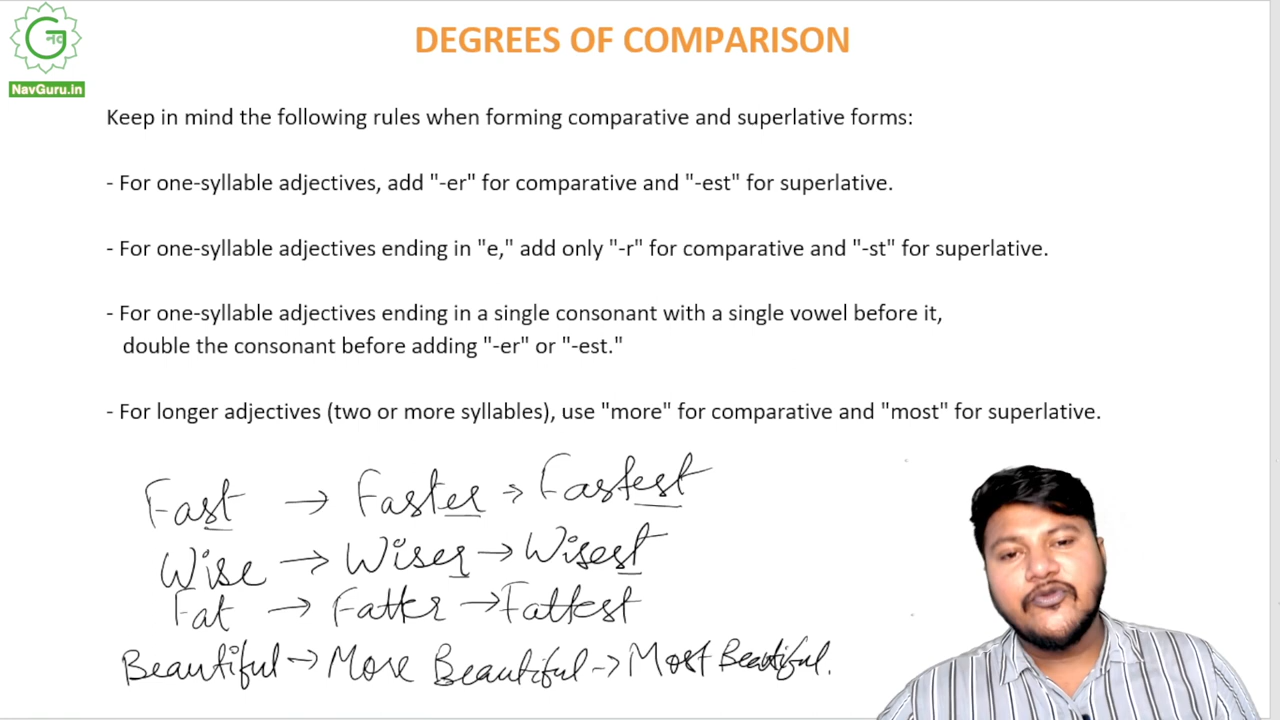 नव
NavGuru.in
DEGREES OF COMPARISON
Keep in mind the following rules when forming comparative and superlative forms:
- For one-syllable adjectives, add "-er" for comparative and "-est" for superlative.
- For one-syllable adjectives ending in "e," add only "-r" for comparative and "-st" for superlative.
- For one-syllable adjectives ending in a single consonant with a single vowel before it,
double the consonant before adding "-er" or "-est."
- For longer adjectives (two or more syllables), use "more" for comparative and "most" for superlative.
Fast → Faster → Fastest
Wise → Wiser → Wisest
Fat → Fatter → Fattest
Beautiful → More Beautiful → Most Beautiful.